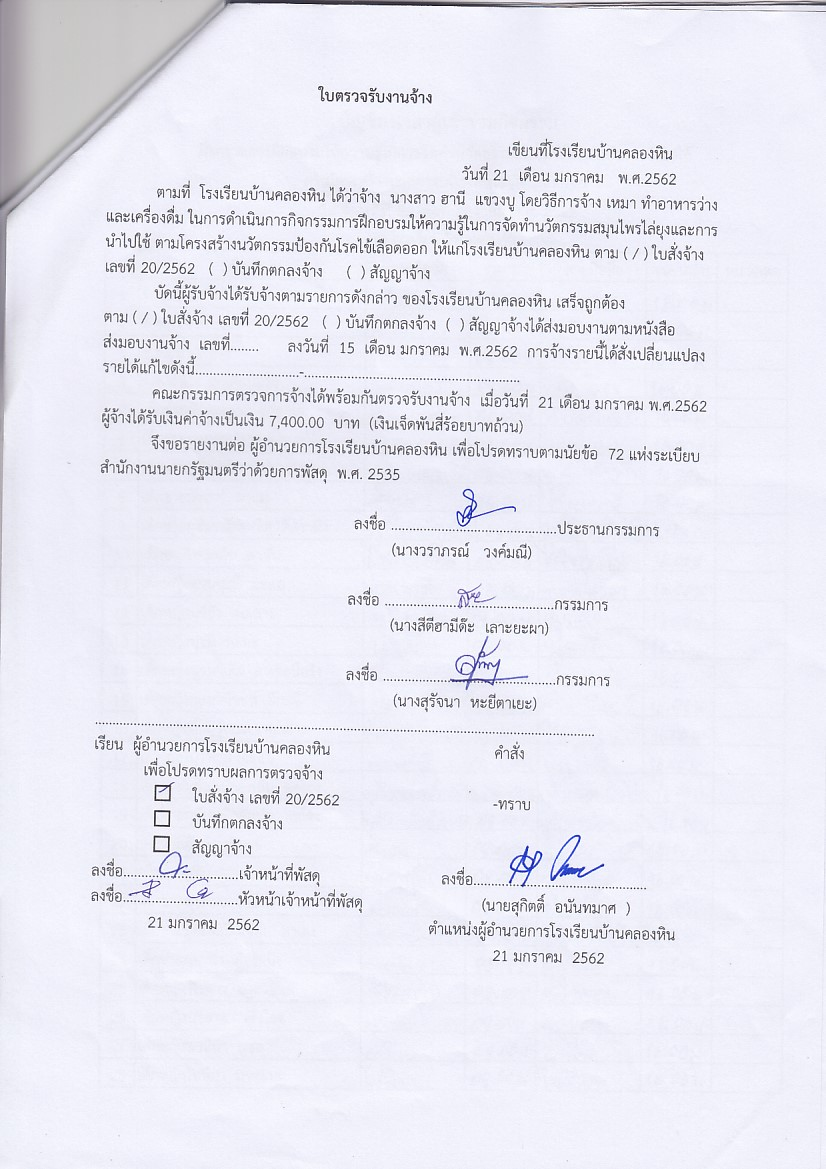 ใบตรวจรับงานจ้าง
เขียนที่โรงเรียนบ้านคลองหิน
วันที่ 21 เดือน มกราคม พ.ศ.2562
ตามที่ โรงเรียนบ้านคลองหิน ได้ว่าจ้าง นางสาว ฮานี แขวงบู โดยวิธีการจ้าง เหมา ทำอาหารว่าง
และเครื่องดื่ม ในการดำเนินการกิจกรรมการฝึกอบรมให้ความรู้ในการจัดทำนวัตกรรมสมุนไพรไล่ยุงและการ
นำไปใช้ ตามโครงสร้างนวัตกรรมป้องกันโรคไข้เลือดออก ให้แก่โรงเรียนบ้านคลองหิน ตาม ( / ) ใบสั่งจ้าง
เลขที่ 20/2562 ( ) บันทึกตกลงจ้าง ( ) สัญญาจ้าง
บัดนี้ผู้รับจ้างได้รับจ้างตามรายการดังกล่าว ของโรงเรียนบ้านคลองหิน เสร็จถูกต้อง
ตาม ( / ) ใบสั่งจ้าง เลขที่ 20/2562 ( ) บันทึกตกลงจ้าง ( ) สัญญาจ้างได้ส่งมอบงานตามหนังสือ
ส่งมอบงานจ้าง เลขที่........ ลงวันที่ 15 เดือน มกราคม พ.ศ.2562 การจ้างรายนี้ได้สั่งเปลี่ยนแปลง
รายได้แก้ไขดังนี้.............................-............................................................
คณะกรรมการตรวจการจ้างได้พร้อมกันตรวจรับงานจ้าง เมื่อวันที่ 21 เดือน มกราคม พ.ศ.2562
ผู้จ้างได้รับเงินค่าจ้างเป็นเงิน 7,400.00 บาท (เงินเจ็ดพันสี่ร้อยบาทถ้วน)
จึงขอรายงานต่อ ผู้อำนวยการโรงเรียนบ้านคลองหิน เพื่อโปรดทราบตามนัยข้อ 72 แห่งระเบียบ
สำนักงานนายกรัฐมนตรีว่าด้วยการพัสดุ พ.ศ. 2535
ลงชื่อ ..............................................ประธานกรรมการ
(นางวราภรณ์ วงค์มณี)
ลงชื่อ ..............................................กรรมการ
(นางสีตีฮามีด๊ะ เลาะยะผา)
ลงชื่อ ..............................................กรรมการ
(นางสุรัจนา หะยีตาเยะ)
เรียน ผู้อำนวยการโรงเรียนบ้านคลองหิน
เพื่อโปรดทราบผลการตรวจจ้าง
ใบสั่งจ้าง เลขที่ 20/2562
บันทึกตกลงจ้าง
สัญญาจ้าง
ลงชื่อ................................เจ้าหน้าที่พัสดุ
ลงชื่อ................................หัวหน้าเจ้าหน้าที่พัสดุ
21 มกราคม 2562
คำสั่ง
-ทราบ
ลงชื่อ................................................
(นายสุกิตติ์ อนันทมาศ )
ตำแหน่งผู้อำนวยการโรงเรียนบ้านคลองหิน
21 มกราคม 2562